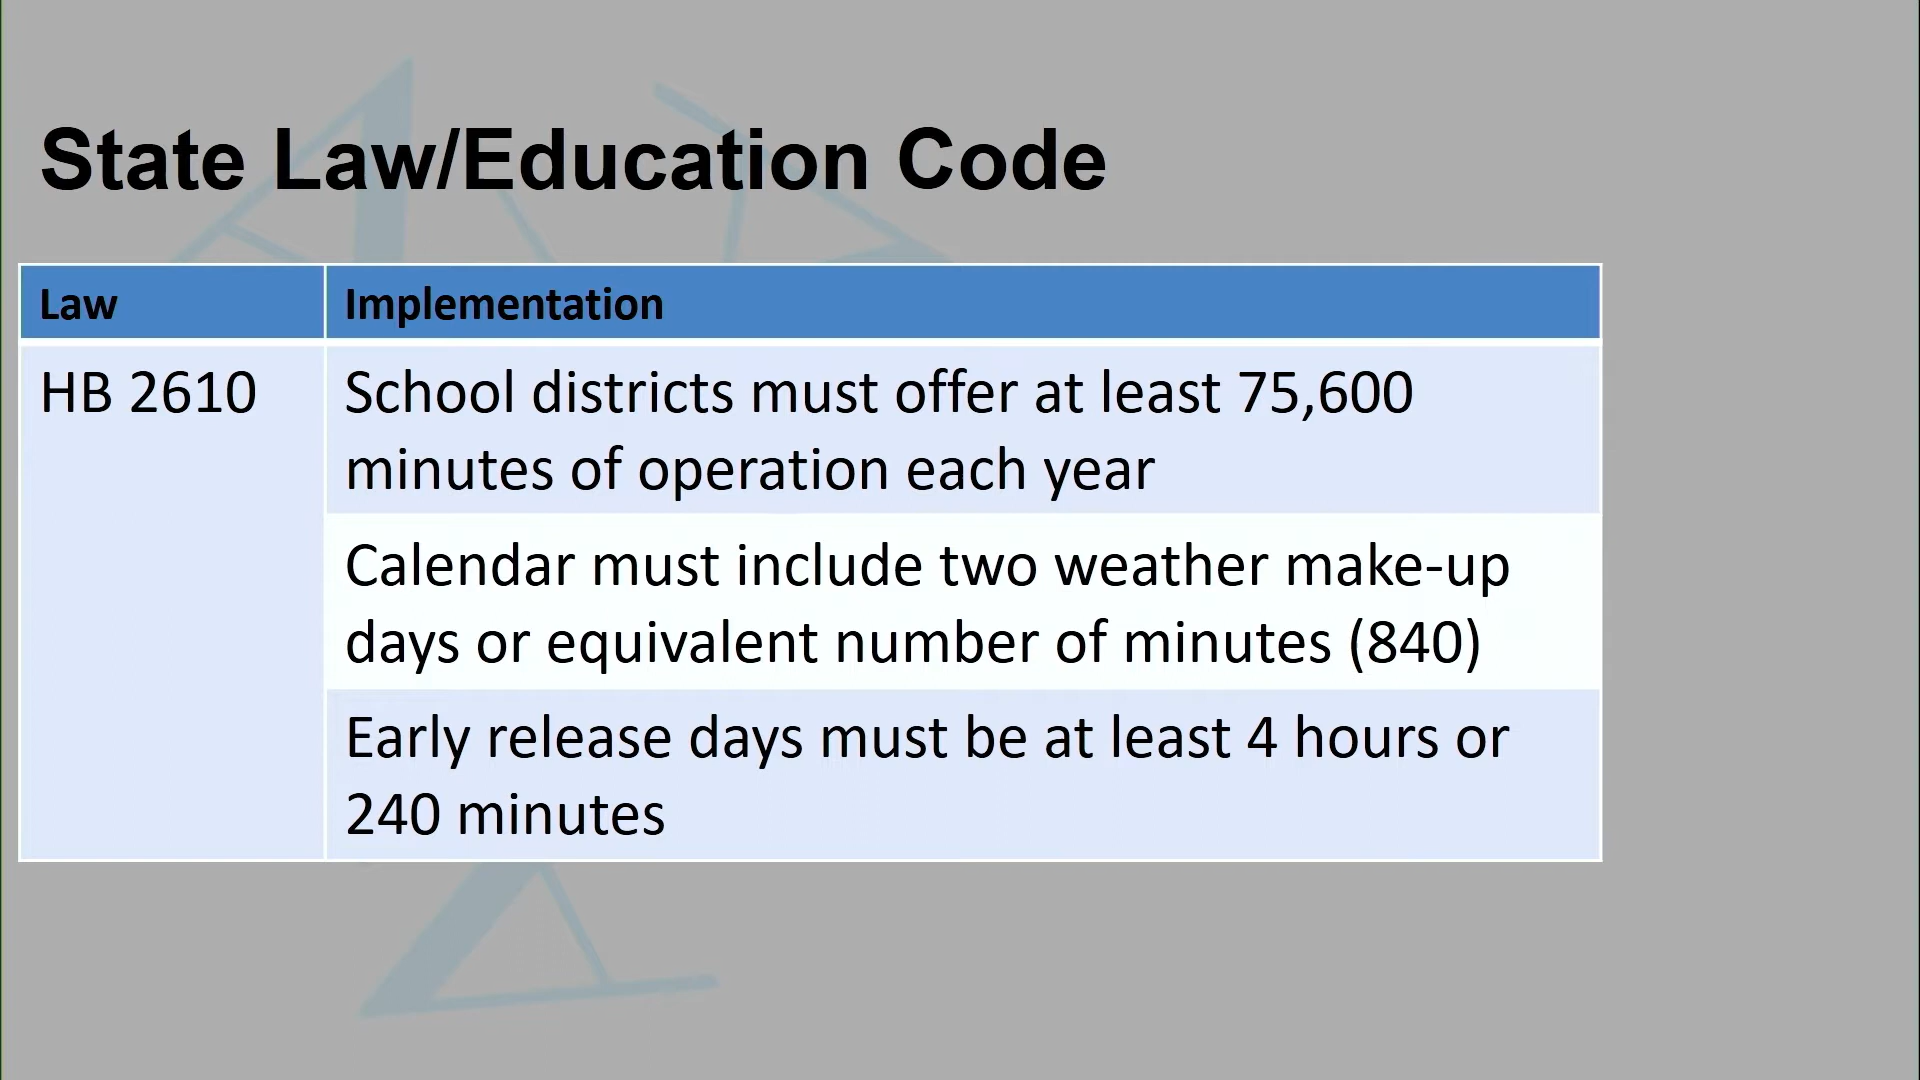 State Law/Education Code
Law
Implementation
HB 2610
School districts must offer at least 75,600
minutes of operation each year
Calendar must include two weather make-up
days or equivalent number of minutes (840)
Early release days must be at least 4 hours or
240 minutes